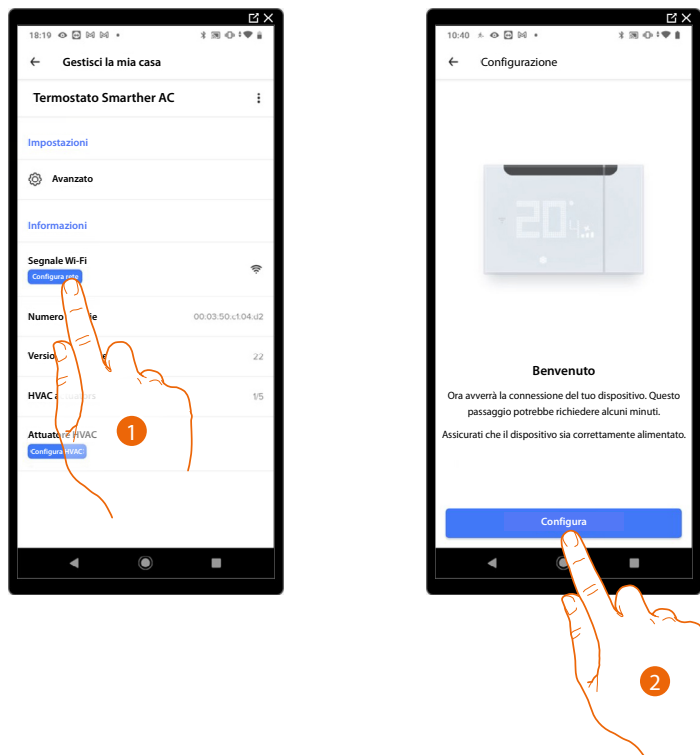 18:19
Gestisci la mia casa
Termostato Smarther AC
Impostazioni
Avanzato
Informazioni
Segnale Wi-Fi
Configura rete
Numero
00:03:50:c1:04:d2
22
HVAC
1/5
Attuatore HVAC
Configura HVAC
1
10:40
Configurazione
20
Benvenuto
Ora avverrà la connessione del tuo dispositivo. Questo
passaggio potrebbe richiedere alcuni minuti.
Assicurati che il dispositivo sia correttamente alimentato.
Configura
2